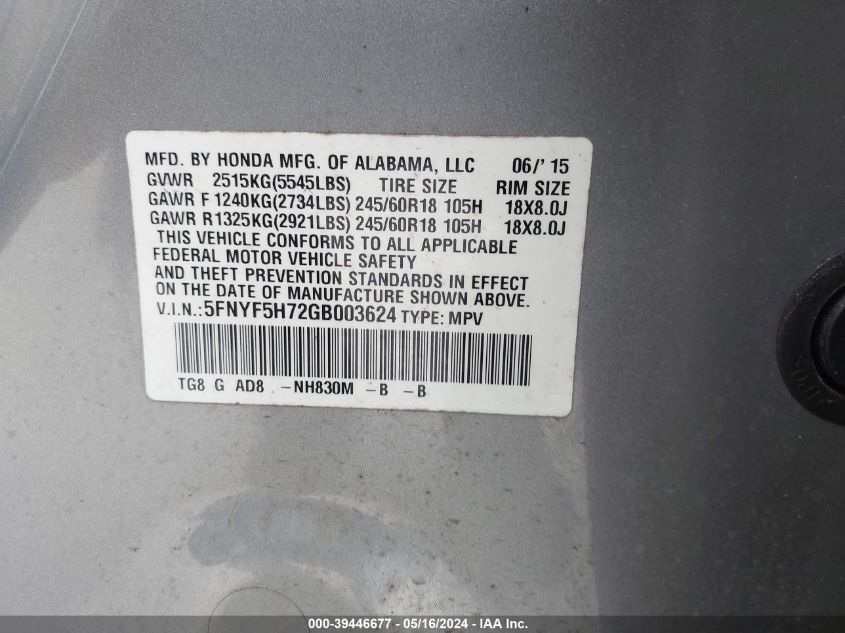 MFD. BY HONDA MFG. OF ALABAMA, LLC 06/' 15
GVWR 2515KG(5545LBS) TIRE SIZE RIM SIZE
GAWR F 1240KG(2734LBS) 245/60R18 105H 18X8.0J
GAWR R1325KG(2921LBS) 245/60R18 105H 18X8.0J
THIS VEHICLE CONFORMS TO ALL APPLICABLE
FEDERAL MOTOR VEHICLE SAFETY
AND THEFT PREVENTION STANDARDS IN EFFECT
ON THE DATE OF MANUFACTURE SHOWN ABOVE.
V.I.N.:5FNYF5H72GB003624 TYPE: MPV
TG8 G AD8 -NH830M -B -B
000-39446677 - 05/16/2024 - IAAI Inc.